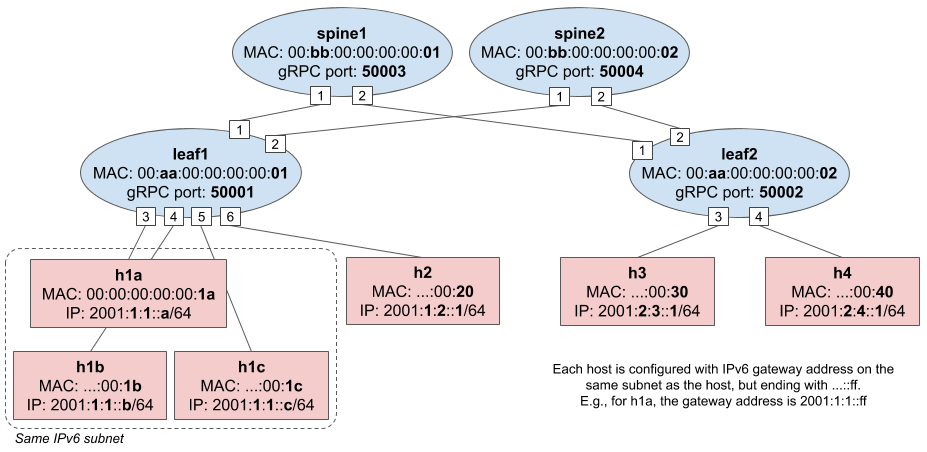 spine1
MAC: 00:bb:00:00:00:00:01
gRPC port: 50003
spine2
MAC: 00:bb:00:00:00:00:02
gRPC port: 50004
1
2
1
2
1
2
1
2
leaf1
MAC: 00:aa:00:00:00:00:01
gRPC port: 50001
leaf2
MAC: 00:aa:00:00:00:00:02
gRPC port: 50002
3
4
5
6
3
4
h1a
MAC: 00:00:00:00:00:1a
IP: 2001:1:1::a/64
h2
MAC: ...:00:20
IP: 2001:1:2::1/64
h3
MAC: ...:00:30
IP: 2001:2:3::1/64
h4
MAC: ...:00:40
IP: 2001:2:4::1/64
h1b
MAC: ...:00:1b
IP: 2001:1:1::b/64
h1c
MAC: ...:00:1c
IP: 2001:1:1::c/64
Each host is configured with IPv6 gateway address on the
same subnet as the host, but ending with ...::ff.
E.g., for h1a, the gateway address is 2001:1:1::ff
Same IPv6 subnet